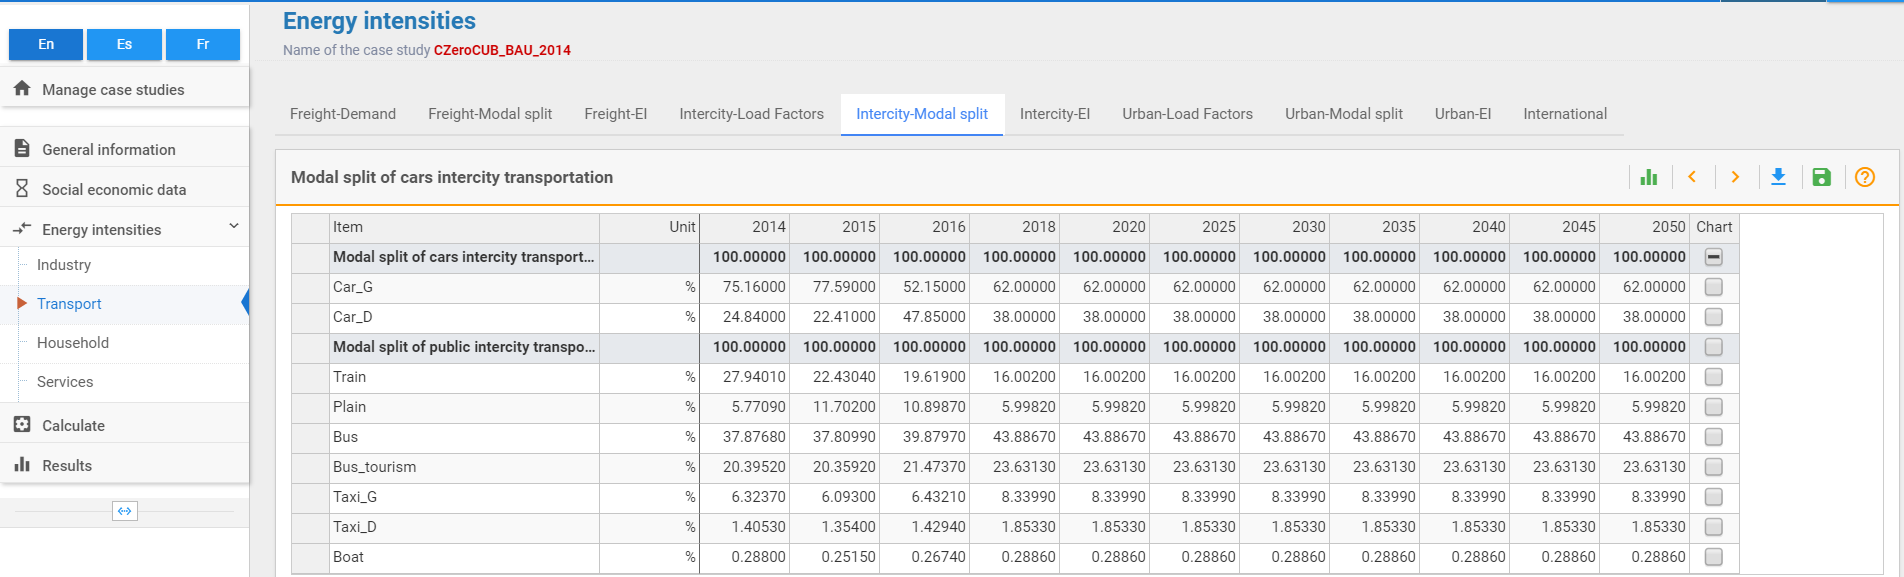 Energy intensities
Name of the case study CZeroCUB_BAU_2014
En Es Fr
Manage case studies
General information
Social economic data
Energy intensities
Industry
Transport
Household
Services
Calculate
Results
Freight-Demand Freight-Modal split Freight-EI Intercity-Load Factors Intercity-Modal split Intercity-EI Urban-Load Factors Urban-Modal split Urban-EI International
Modal split of cars intercity transportation
Item Unit 2014 2015 2016 2018 2020 2025 2030 2035 2040 2045 2050 Chart
Modal split of cars intercity transport... 100.00000 100.00000 100.00000 100.00000 100.00000 100.00000 100.00000 100.00000 100.00000 100.00000 100.00000
Car_G % 75.16000 77.59000 52.15000 62.00000 62.00000 62.00000 62.00000 62.00000 62.00000 62.00000 62.00000
Car_D % 24.84000 22.41000 47.85000 38.00000 38.00000 38.00000 38.00000 38.00000 38.00000 38.00000 38.00000
Modal split of public intercity transpo... 100.00000 100.00000 100.00000 100.00000 100.00000 100.00000 100.00000 100.00000 100.00000 100.00000 100.00000
Train % 27.94010 22.43040 19.61900 16.00200 16.00200 16.00200 16.00200 16.00200 16.00200 16.00200 16.00200
Plain % 5.77090 11.70200 10.89870 5.99820 5.99820 5.99820 5.99820 5.99820 5.99820 5.99820 5.99820
Bus % 37.87680 37.80990 39.87970 43.88670 43.88670 43.88670 43.88670 43.88670 43.88670 43.88670 43.88670
Bus_tourism % 20.39520 20.35920 21.47370 23.63130 23.63130 23.63130 23.63130 23.63130 23.63130 23.63130 23.63130
Taxi_G % 6.32370 6.09300 6.43210 8.33990 8.33990 8.33990 8.33990 8.33990 8.33990 8.33990 8.33990
Taxi_D % 1.40530 1.35400 1.42940 1.85330 1.85330 1.85330 1.85330 1.85330 1.85330 1.85330 1.85330
Boat % 0.28800 0.25150 0.26740 0.28860 0.28860 0.28860 0.28860 0.28860 0.28860 0.28860 0.28860